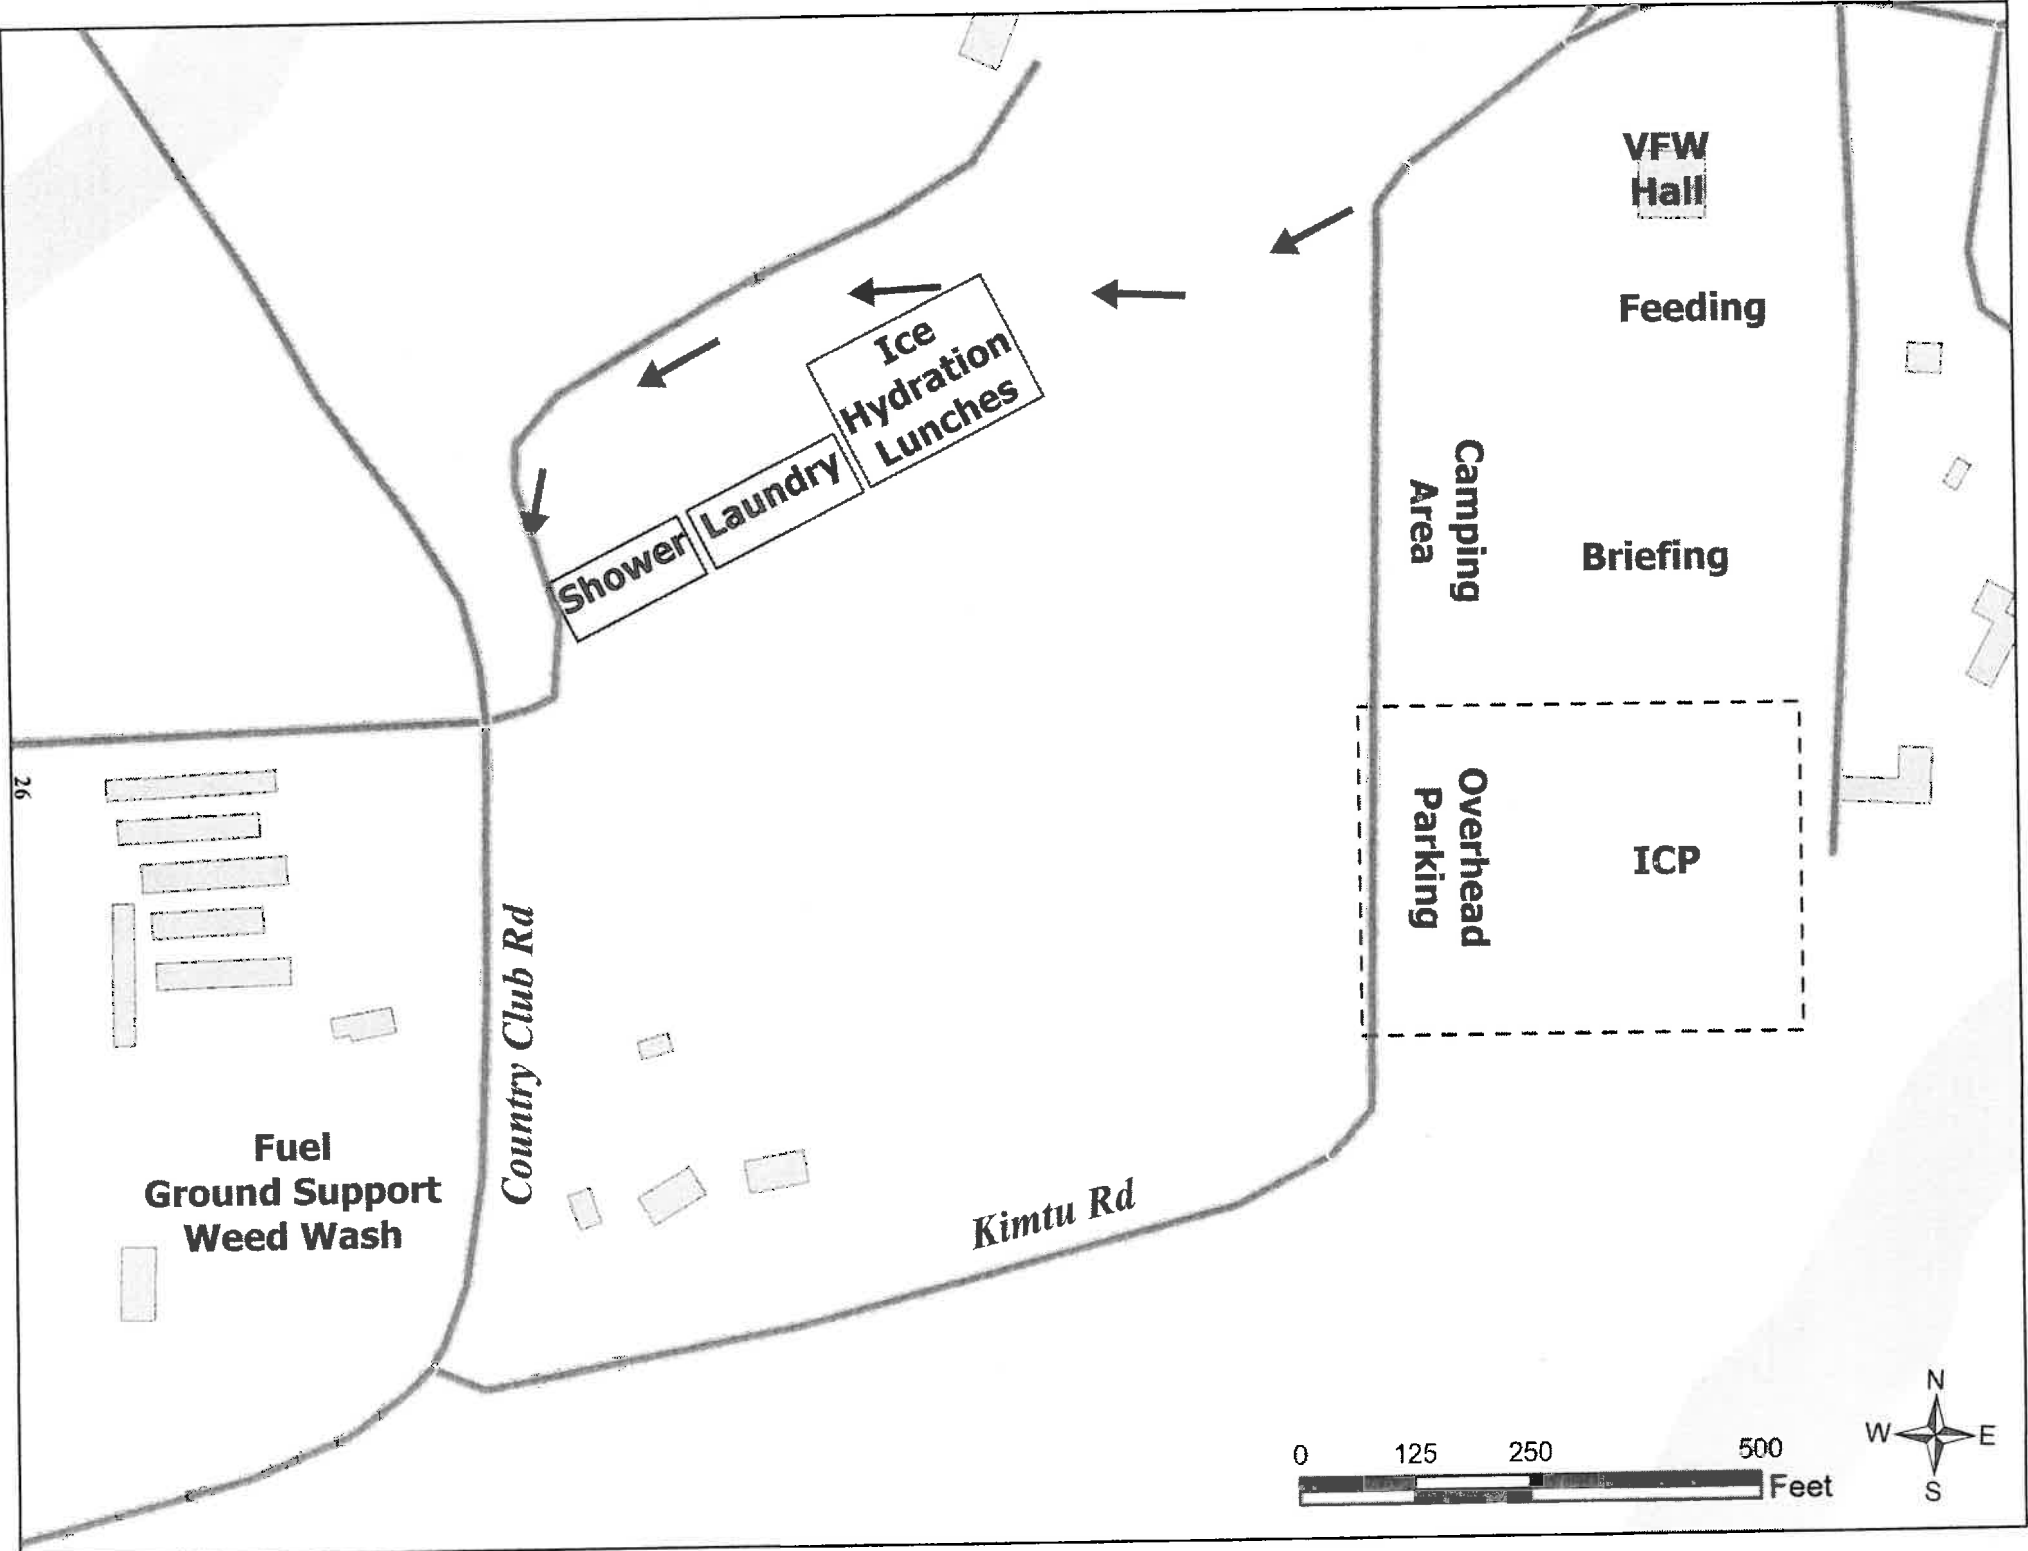 VFW
Hall
Feeding
Ice
Hydration
Lunches
Laundry
Shower
Camping
Area
Briefing
26
Overhead
Parking
ICP
Country Club Rd
Fuel
Ground Support
Weed Wash
Kimtu Rd
0 125 250 500
Feet
N
W E
S